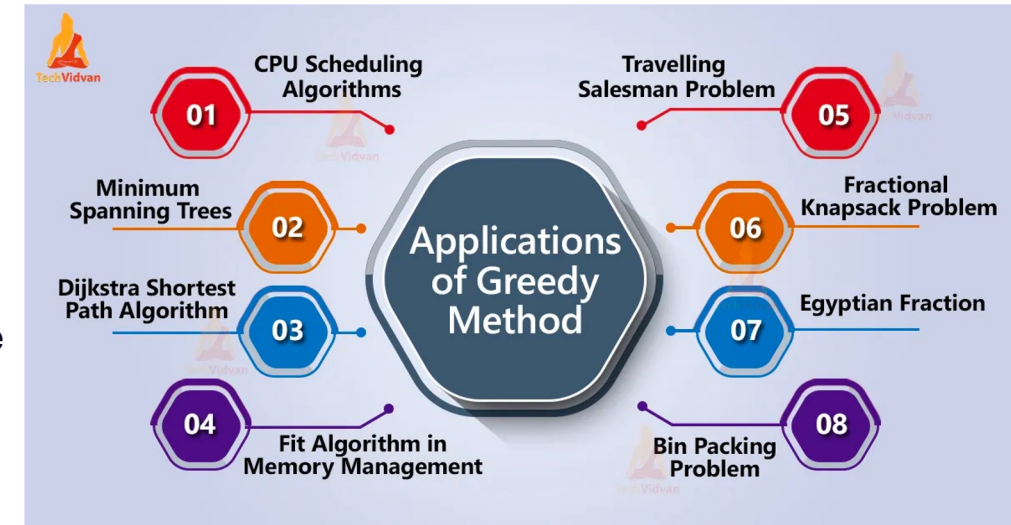 TechVidvan
01
CPU Scheduling
Algorithms
02
Minimum
Spanning Trees
03
Dijkstra Shortest
Path Algorithm
04
Fit Algorithm in
Memory Management
Applications
of Greedy
Method
Travelling
Salesman Problem
05
Fractional
Knapsack Problem
06
Egyptian Fraction
07
Bin Packing
Problem
08
e